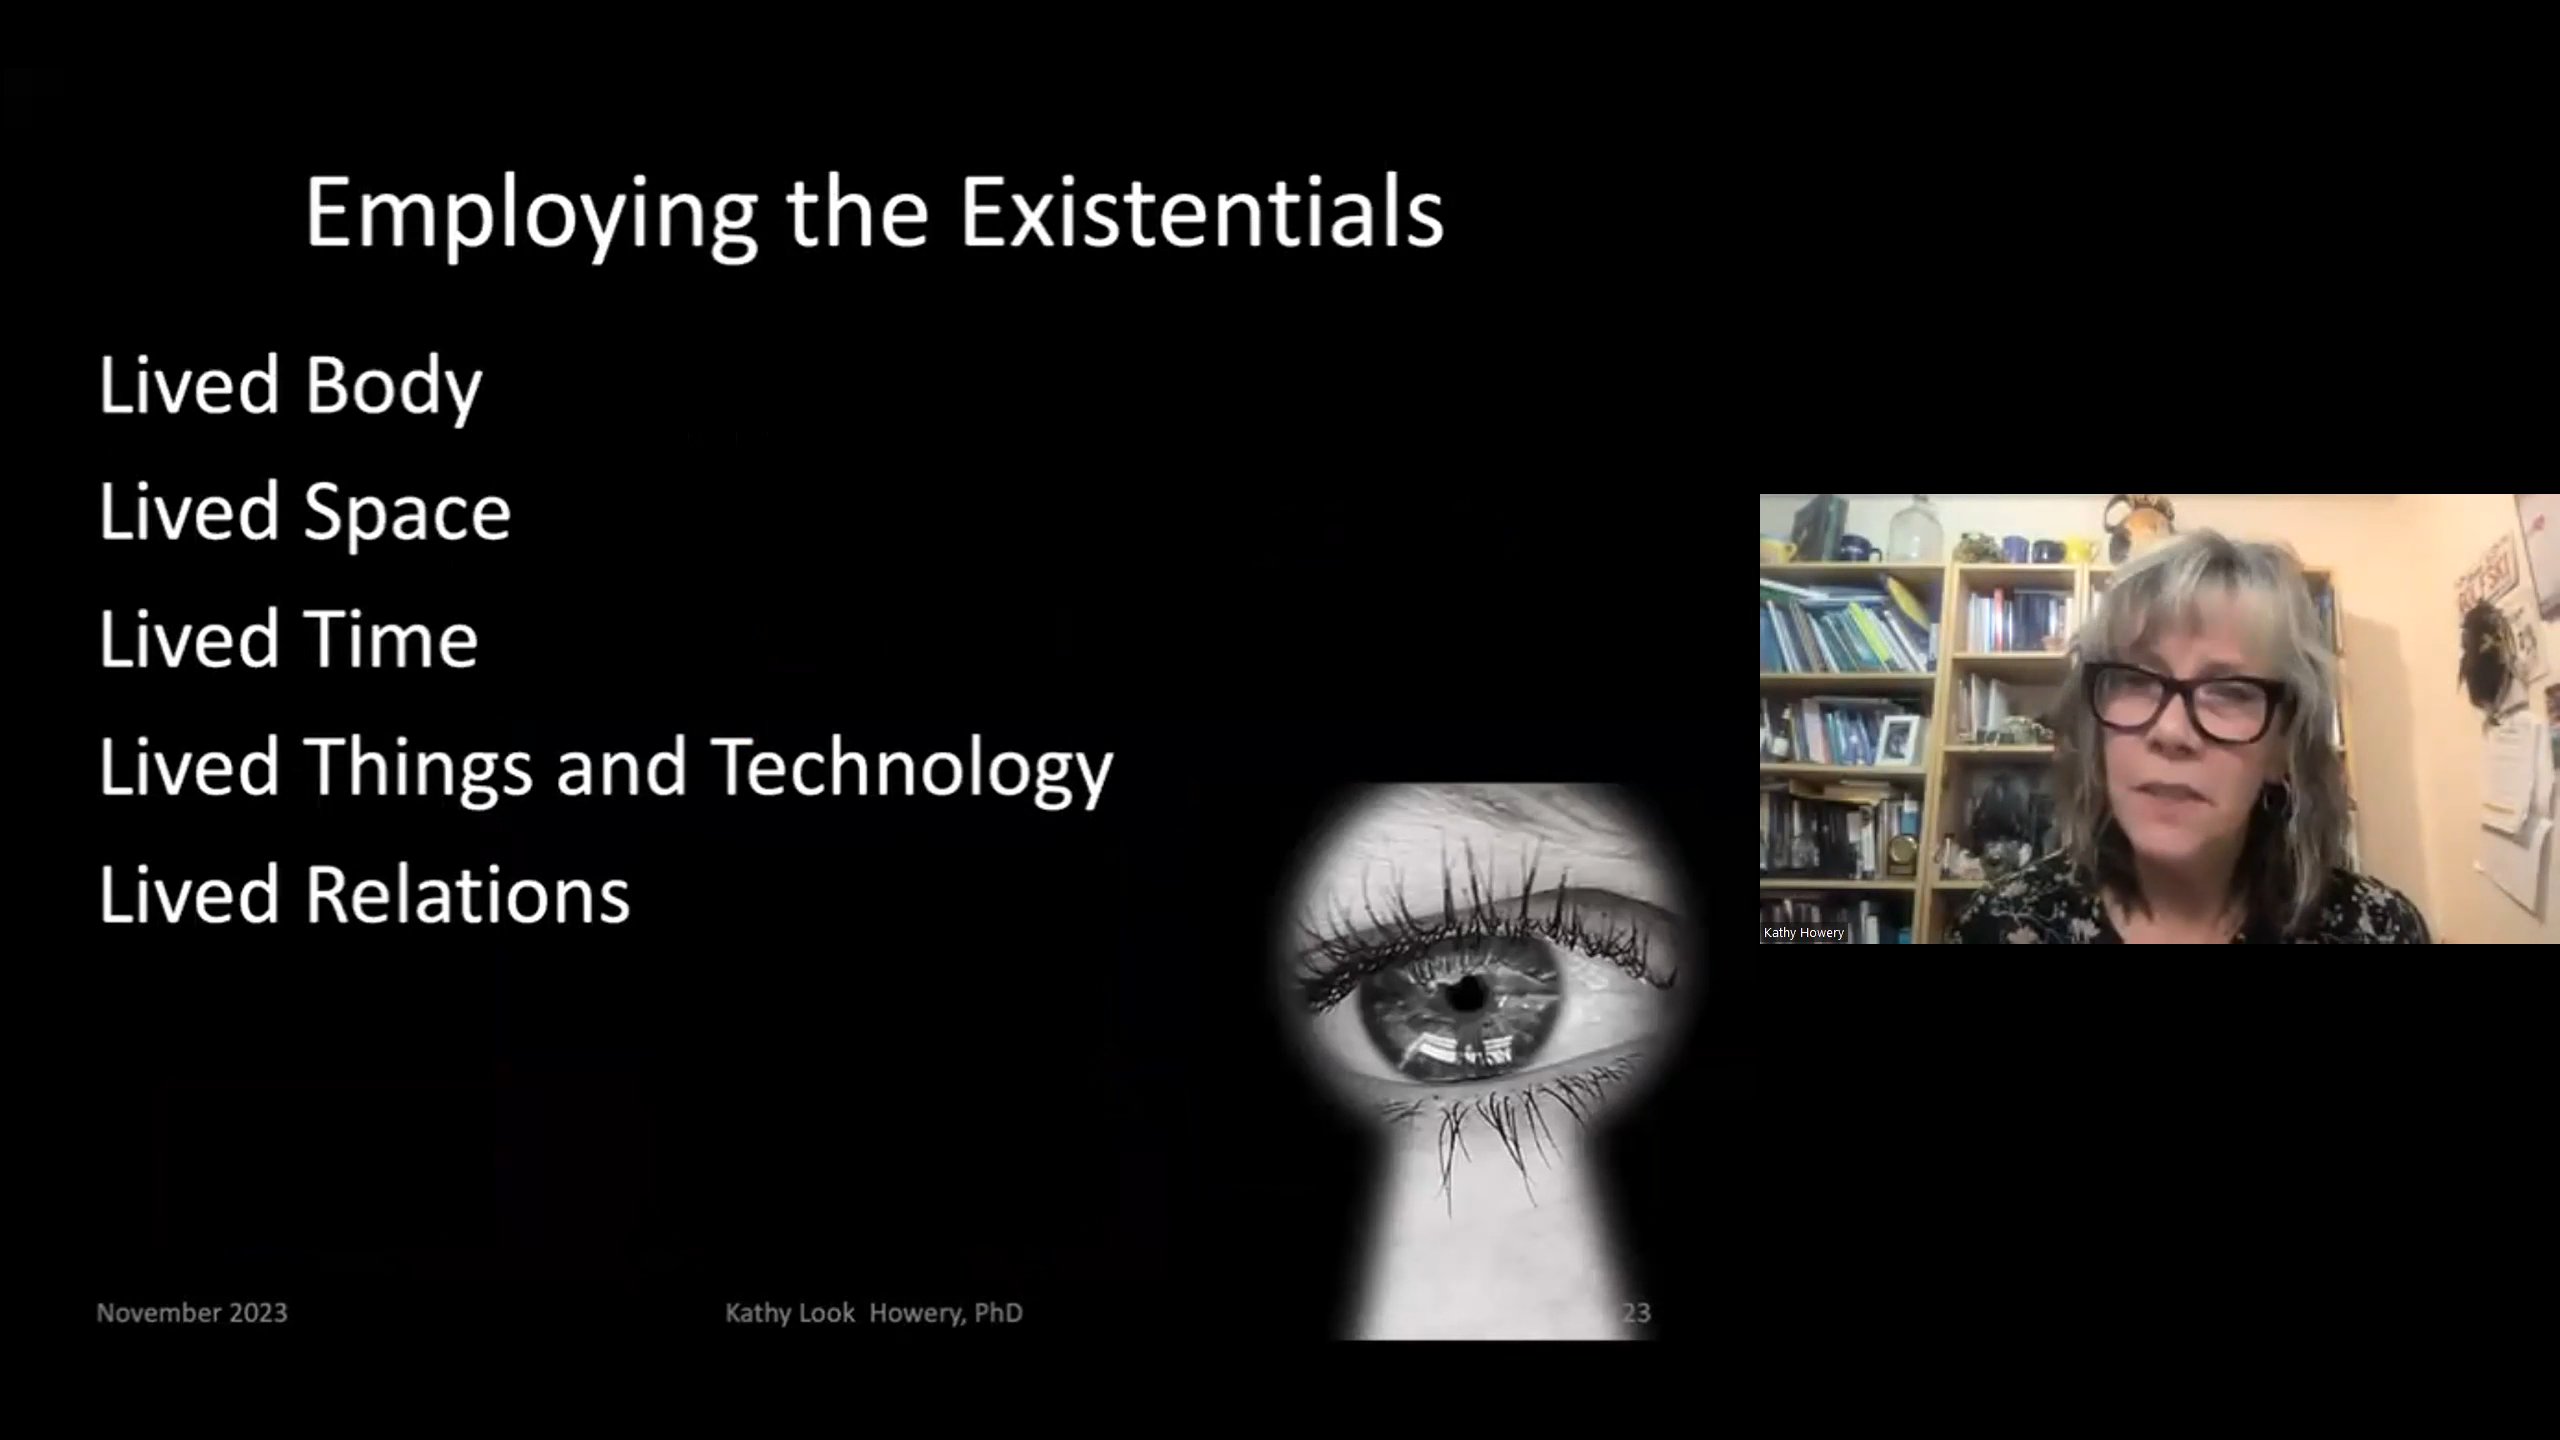 Employing the Existentials
Lived Body
Lived Space
Lived Time
Lived Things and Technology
Lived Relations
Kathy Howery
November 2023
Kathy Look Howery, PhD
23